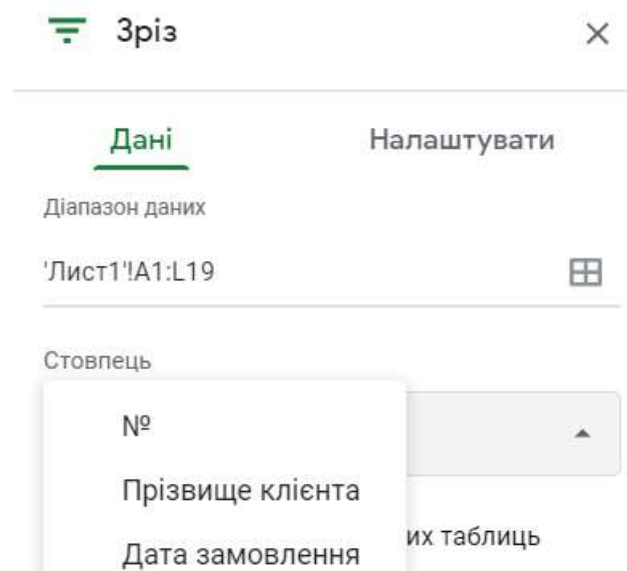 Зріз
Дані Налаштувати
Діапазон даних
'Лист1'!A1:L19
Стовпець
№
Прізвище клієнта
их таблиць
Дата замовлення